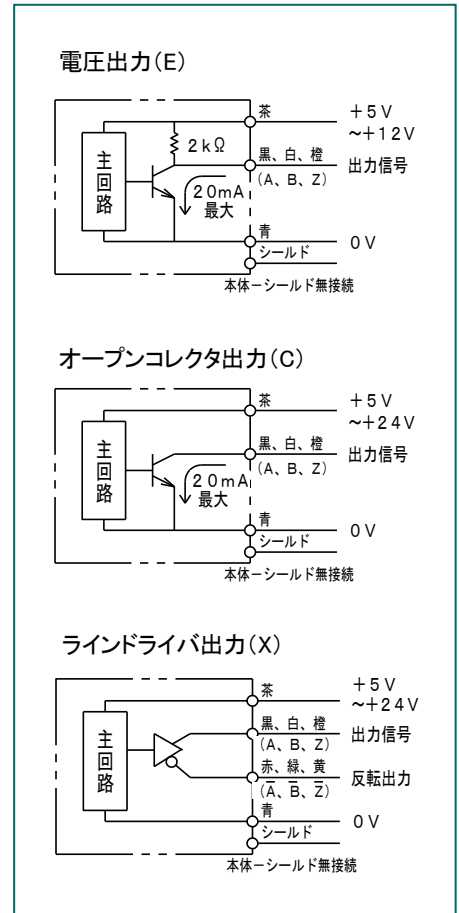 電圧出力(E)
茶
+5V
~+12V
2kΩ
主回路
黒、白、橙
出力信号
(A、B、Z)
20mA
最大
青
0V
シールド
本体-シールド無接続
オープンコレクタ出力(C)
茶
+5V
~+24V
主回路
黒、白、橙
出力信号
(A、B、Z)
20mA
最大
青
0V
シールド
本体-シールド無接続
ラインドライバ出力(X)
茶
+5V
~+24V
主回路
黒、白、橙
出力信号
(A、B、Z)
赤、緑、黄
反転出力
(A̅、B̅、Z̅)
青
0V
シールド
本体-シールド無接続